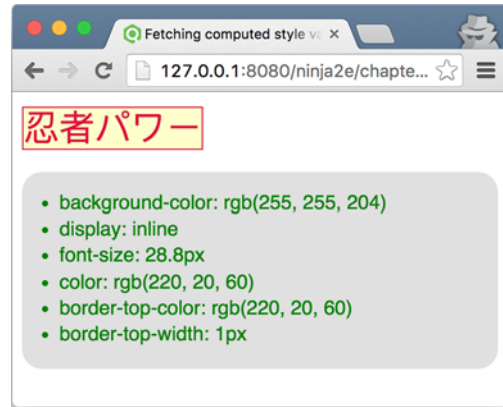 Fetching computed style va
127.0.0.1:8080/ninja2e/chapte...
忍者パワー
background-color: rgb(255, 255, 204)
display: inline
font-size: 28.8px
color: rgb(220, 20, 60)
border-top-color: rgb(220, 20, 60)
border-top-width: 1px